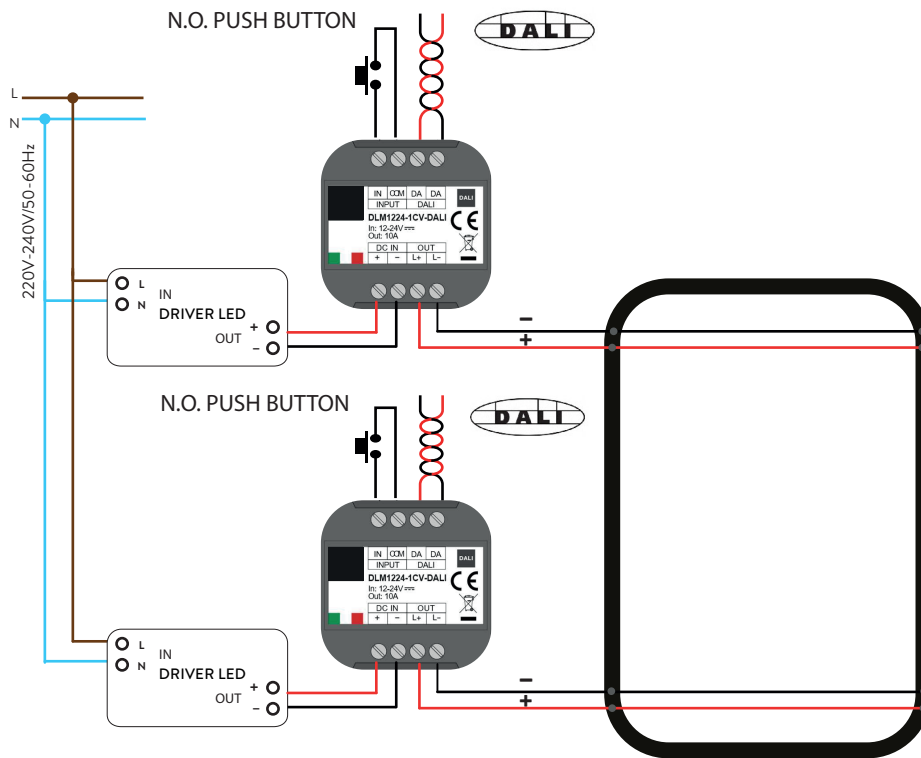 N.O. PUSH BUTTON
DALI
L
N
220V-240V/50-60Hz
IN COM DA DA
INPUT DALI
DALI
DLM1224-1CV-DALI
In: 12-24V
Out: 10A
CE
DC IN OUT
+ − L+ L−
L
N
IN
DRIVER LED
OUT
+
−
−
+
N.O. PUSH BUTTON
DALI
IN COM DA DA
INPUT DALI
DALI
DLM1224-1CV-DALI
In: 12-24V
Out: 10A
CE
DC IN OUT
+ − L+ L−
L
N
IN
DRIVER LED
OUT
+
−
−
+